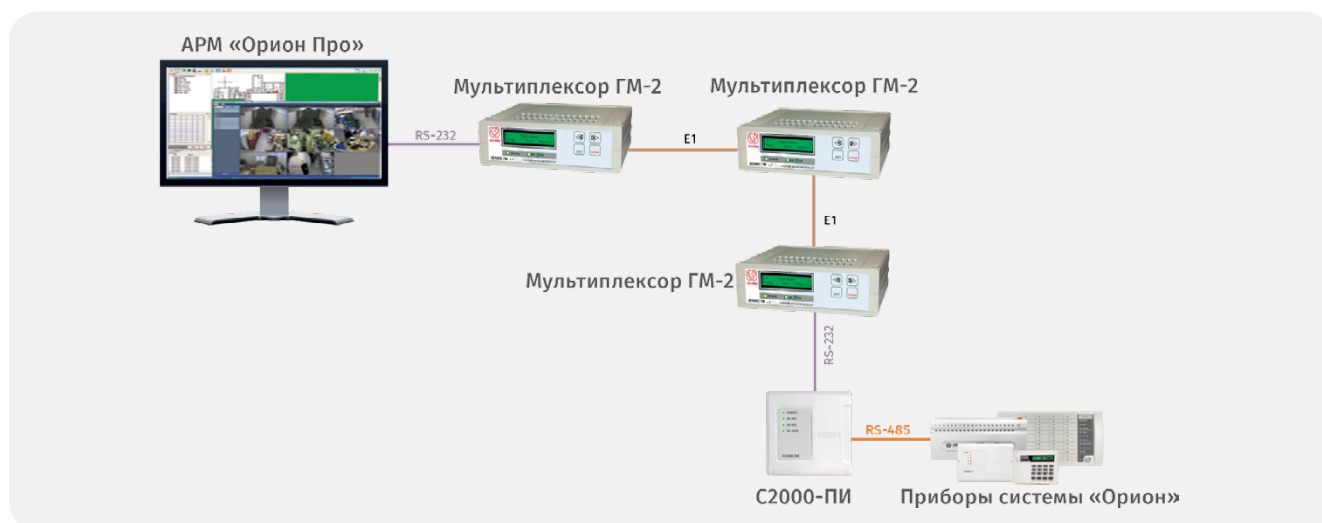 АРМ «Орион Про»
Мультиплексор ГМ-2
Мультиплексор ГМ-2
RS-232
E1
E1
Мультиплексор ГМ-2
RS-232
RS-485
С2000-ПИ
Приборы системы «Орион»